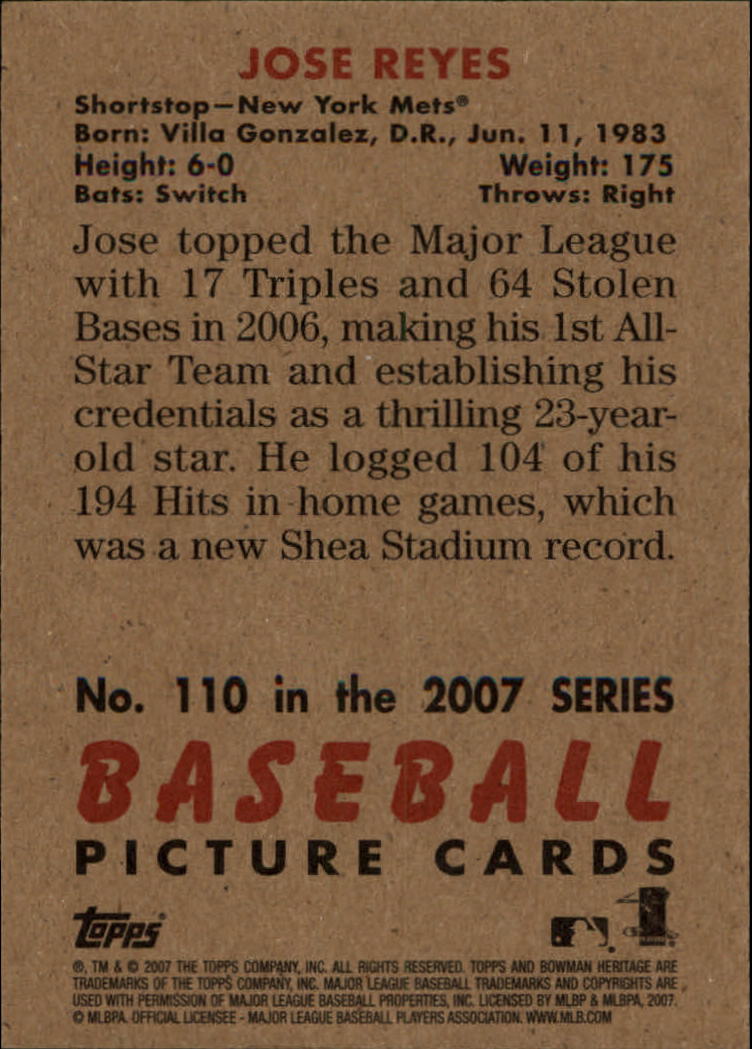 JOSE REYES
Shortstop—New York Mets®
Born: Villa Gonzalez, D.R., Jun. 11, 1983
Height: 6-0 Weight: 175
Bats: Switch Throws: Right
Jose topped the Major League
with 17 Triples and 64 Stolen
Bases in 2006, making his 1st All-
Star Team and establishing his
credentials as a thrilling 23-year-
old star. He logged 104 of his
194 Hits in home games, which
was a new Shea Stadium record.
No. 110 in the 2007 SERIES
BASEBALL
PICTURE CARDS
Topps
®, TM & © 2007 THE TOPPS COMPANY, INC. ALL RIGHTS RESERVED. TOPPS AND BOWMAN HERITAGE ARE
TRADEMARKS OF THE TOPPS COMPANY, INC. MAJOR LEAGUE BASEBALL TRADEMARKS AND COPYRIGHTS ARE
USED WITH PERMISSION OF MAJOR LEAGUE BASEBALL PROPERTIES, INC. LICENSED BY MLBP & MLBPA, 2007.
© MLBPA OFFICIAL LICENSEE - MAJOR LEAGUE BASEBALL PLAYERS ASSOCIATION. WWW.MLB.COM